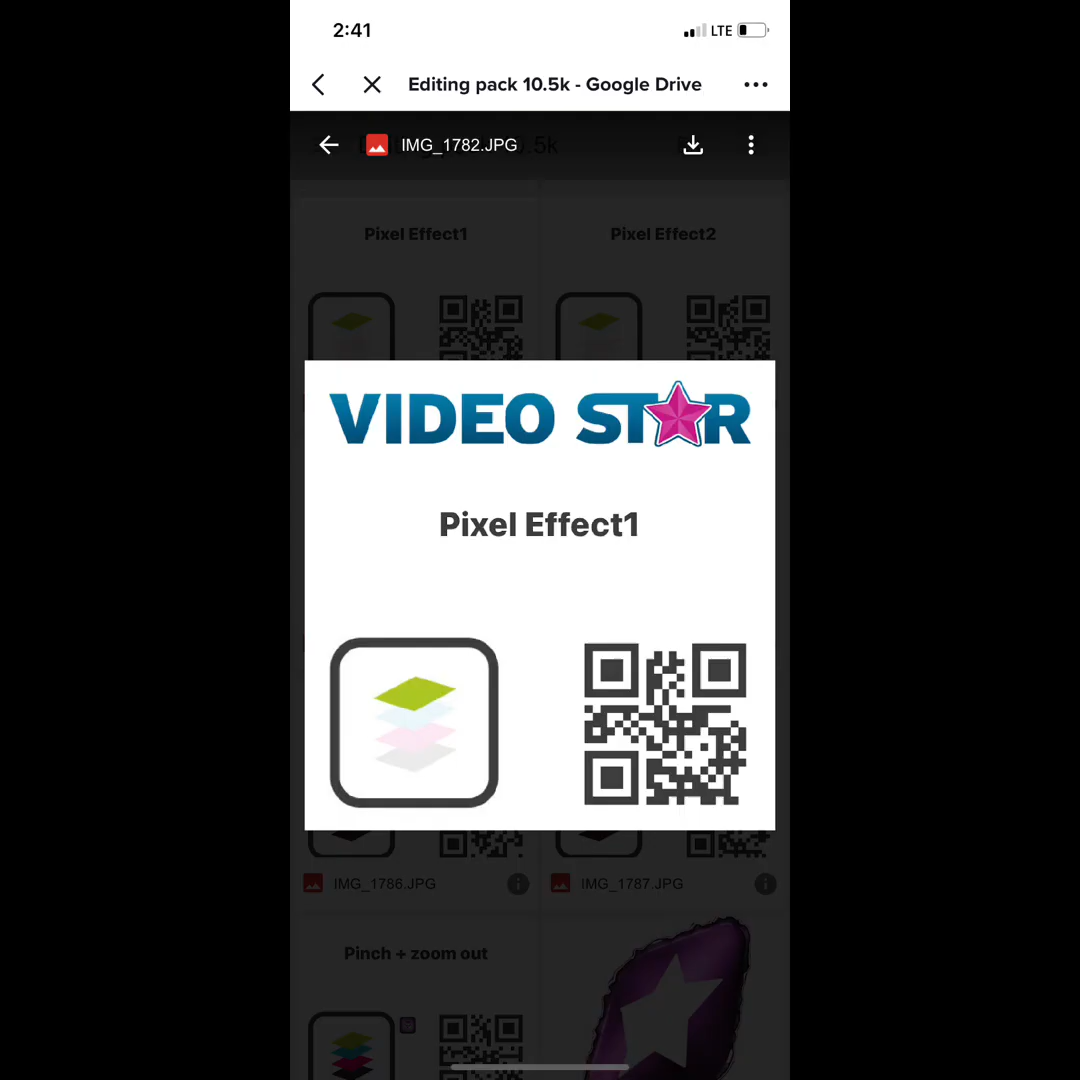 2:41
LTE
Editing pack 10.5k - Google Drive
IMG_1782.JPG
Pixel Effect1
Pixel Effect2
VIDEO STAR
Pixel Effect1
IMG_1786.JPG
IMG_1787.JPG
Pinch + zoom out